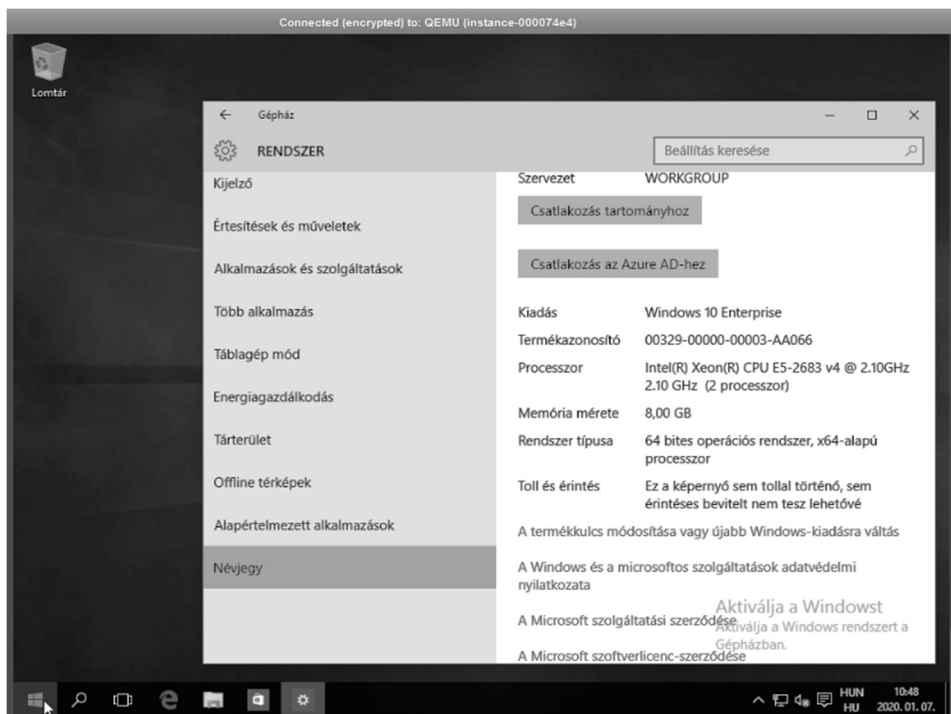 Connected (encrypted) to: QEMU (instance-000074e4)
Lomtár
Gépház
RENDSZER
Beállítás keresése
Kijelző
Értesítések és műveletek
Alkalmazások és szolgáltatások
Több alkalmazás
Táblagép mód
Energiagazdálkodás
Tárterület
Offline térképek
Alapértelmezett alkalmazások
Névjegy
Szervezet WORKGROUP
Csatlakozás tartományhoz
Csatlakozás az Azure AD-hez
Kiadás Windows 10 Enterprise
Termékazonosító 00329-00000-00003-AA066
Processzor Intel(R) Xeon(R) CPU E5-2683 v4 @ 2.10GHz
2.10 GHz (2 processzor)
Memória mérete 8,00 GB
Rendszer típusa 64 bites operációs rendszer, x64-alapú
processzor
Toll és érintés Ez a képernyő sem tollal történő, sem
érintéses bevitelt nem tesz lehetővé
A termékkulcs módosítása vagy újabb Windows-kiadásra váltás
A Windows és a microsoftos szolgáltatások adatvédelmi
nyilatkozata
A Microsoft szolgáltatási szerződése
A Microsoft szoftverlicenc-szerződése
Aktiválja a Windowst
Aktiválja a Windows rendszert a
Gépházban.
HUN
HU
10:48
2020. 01. 07.